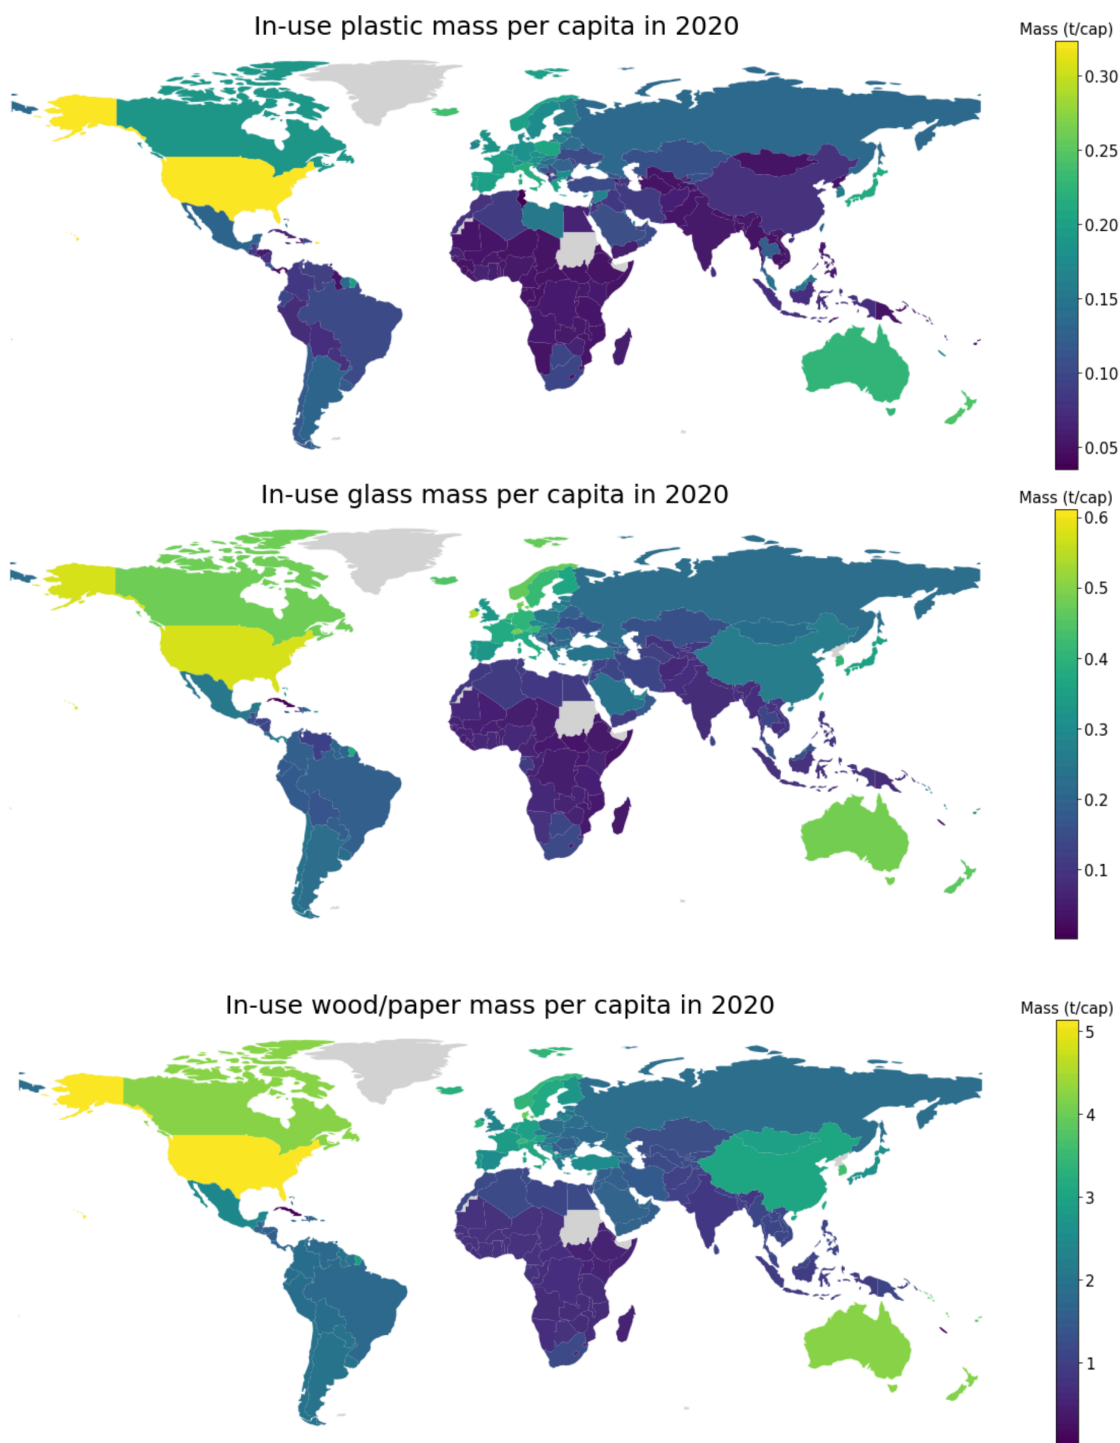 In-use plastic mass per capita in 2020
Mass (t/cap)
0.30
0.25
0.20
0.15
0.10
0.05
In-use glass mass per capita in 2020
Mass (t/cap)
0.6
0.5
0.4
0.3
0.2
0.1
In-use wood/paper mass per capita in 2020
Mass (t/cap)
5
4
3
2
1